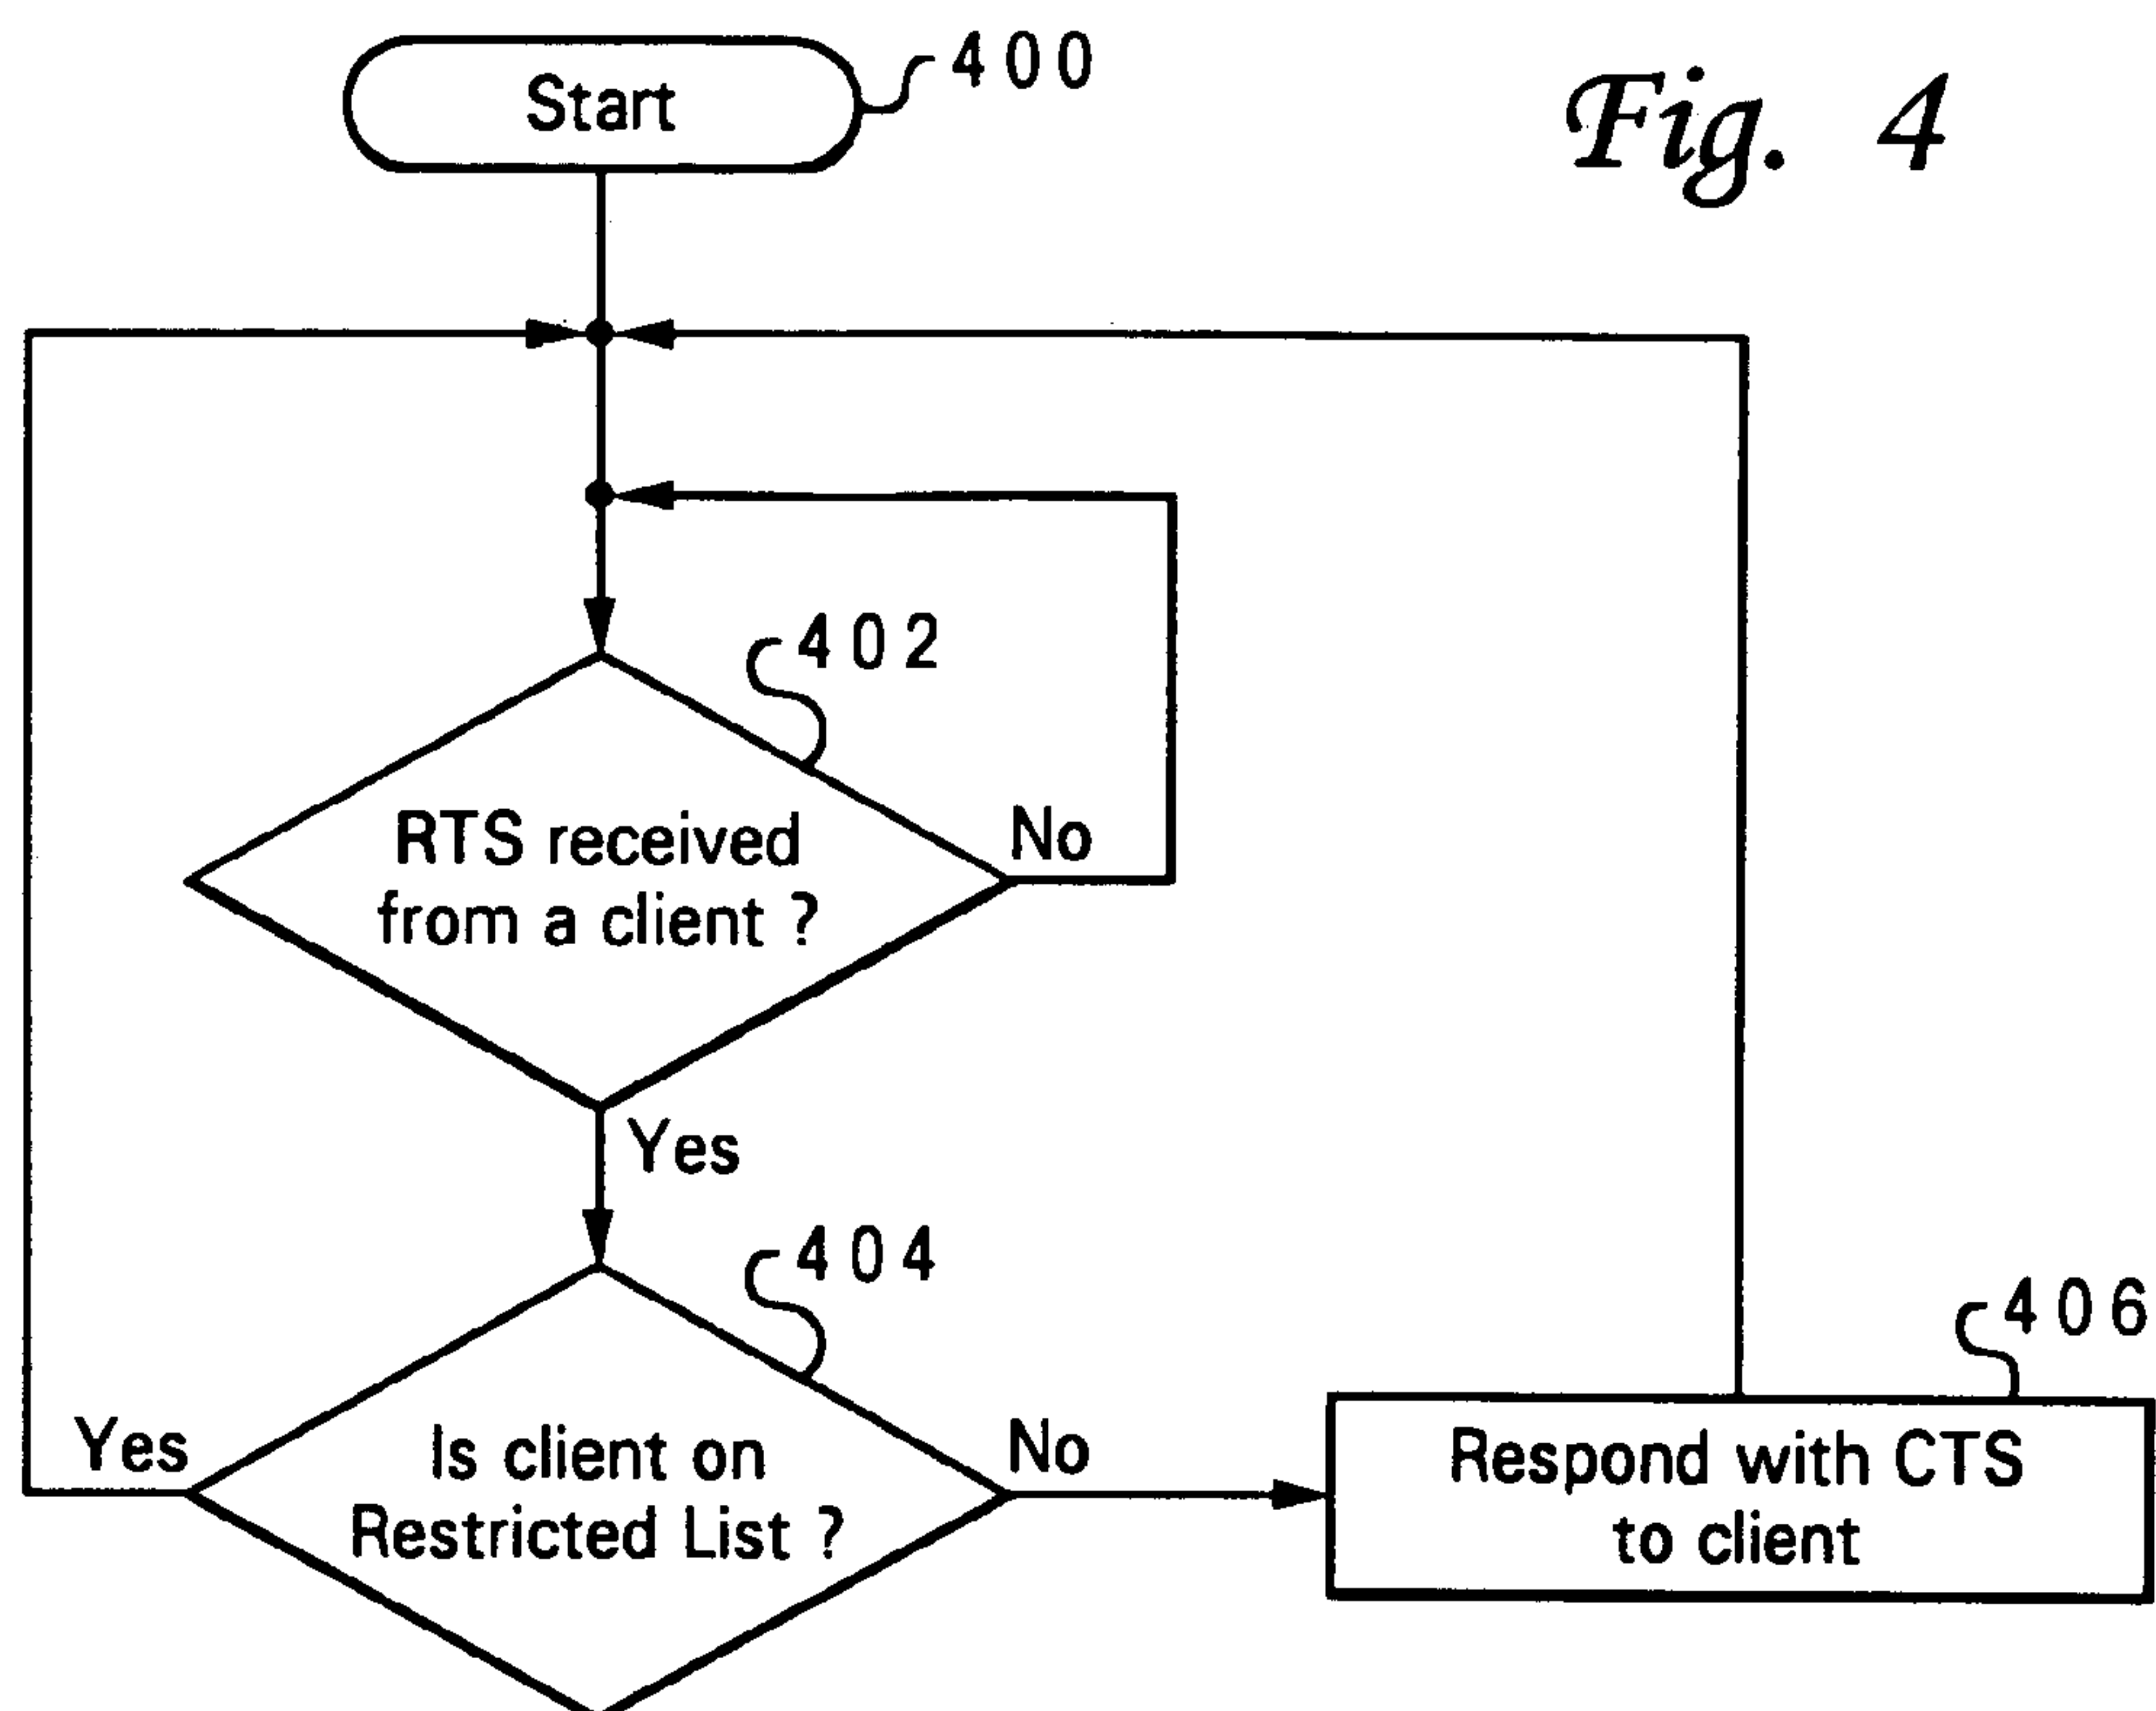 Start
400
Fig. 4
402
RTS received
from a client ?
No
Yes
404
406
Yes
Is client on
Restricted List ?
No
Respond with CTS
to client